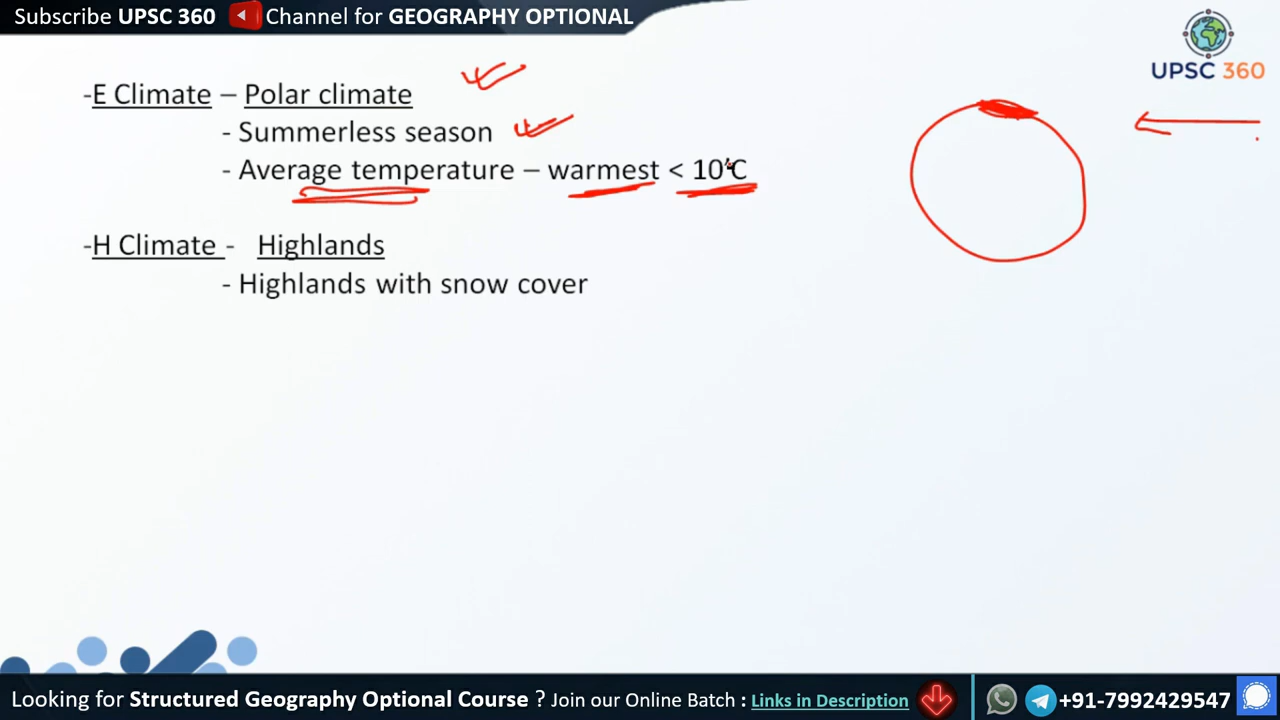 Subscribe UPSC 360 Channel for GEOGRAPHY OPTIONAL
UPSC 360
-E Climate – Polar climate
- Summerless season
- Average temperature – warmest < 10°C
-H Climate - Highlands
- Highlands with snow cover
Looking for Structured Geography Optional Course ? Join our Online Batch : Links in Description
+91-7992429547